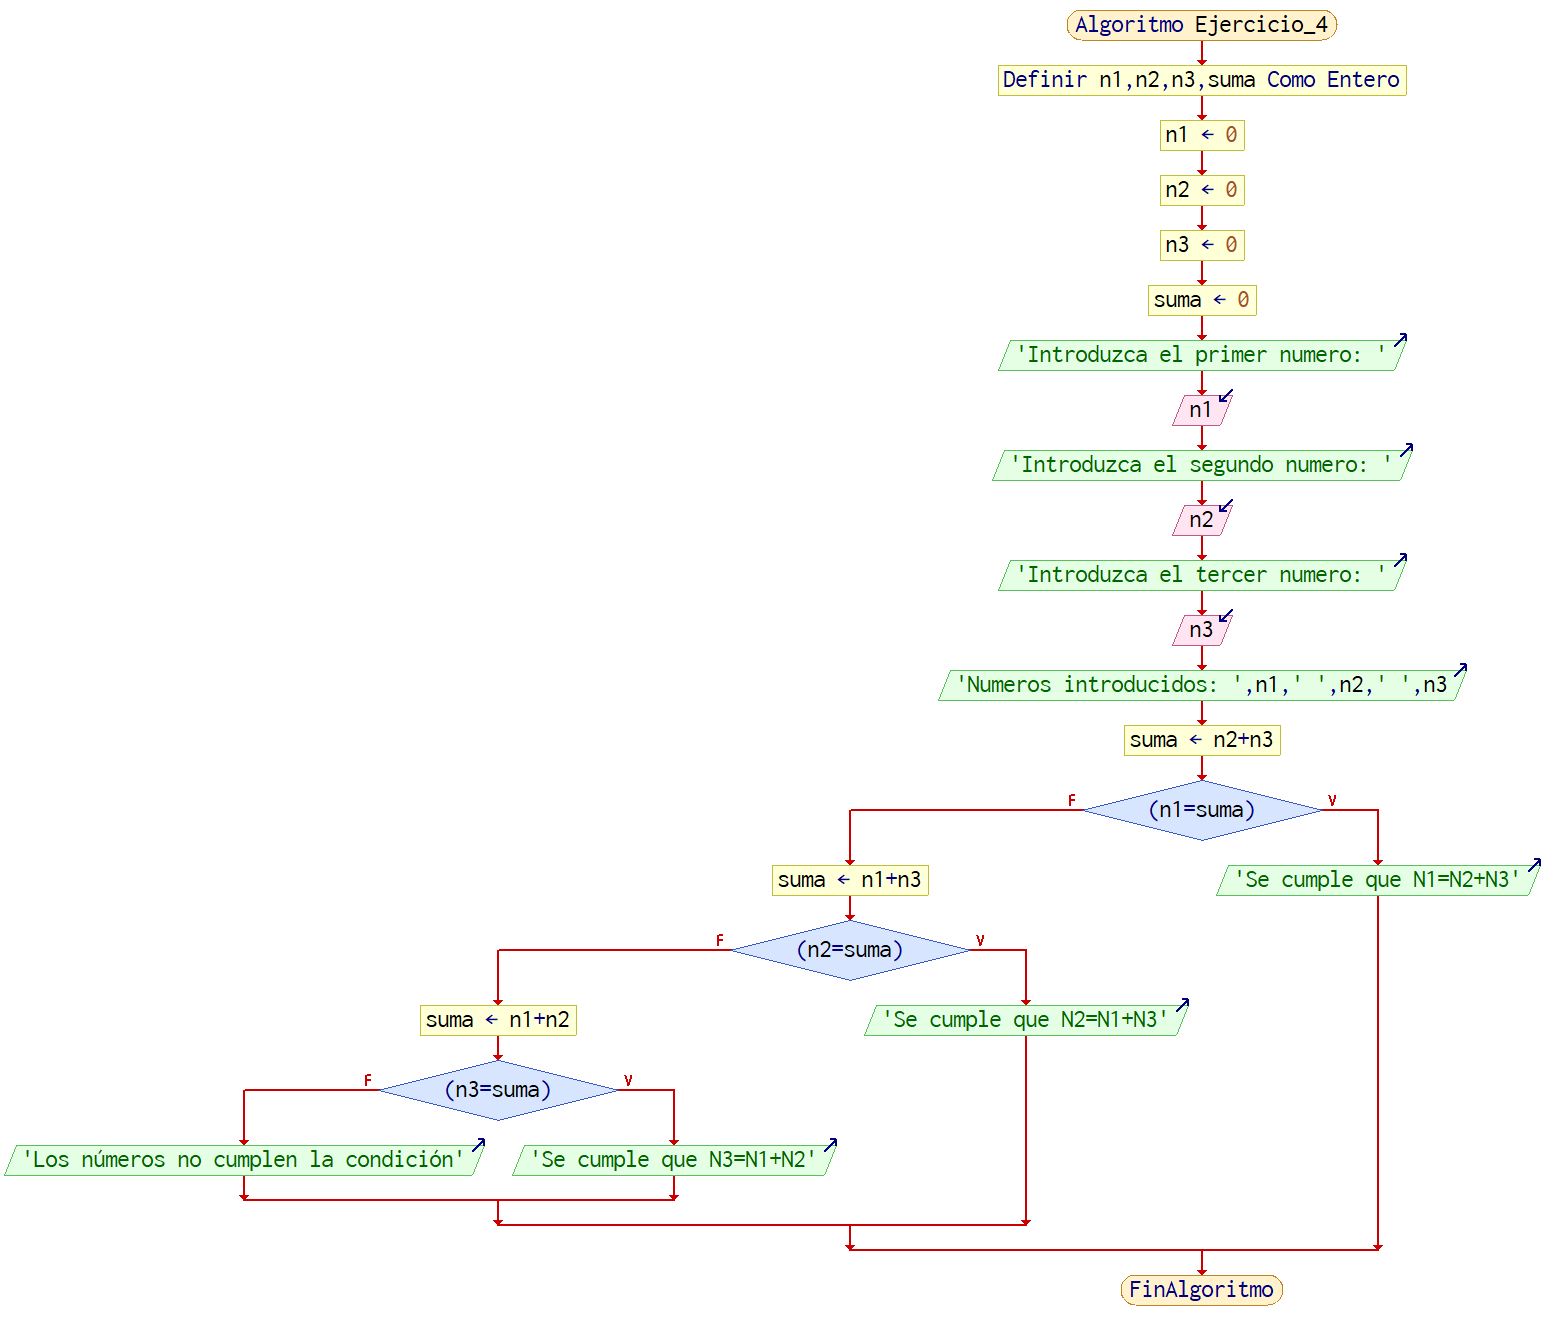 Algoritmo Ejercicio_4
Definir n1,n2,n3,suma Como Entero
n1 ← 0
n2 ← 0
n3 ← 0
suma ← 0
'Introduzca el primer numero: '
n1
'Introduzca el segundo numero: '
n2
'Introduzca el tercer numero: '
n3
'Numeros introducidos: ',n1,' ',n2,' ',n3
suma ← n2+n3
F
(n1=suma)
V
suma ← n1+n3
'Se cumple que N1=N2+N3'
F
(n2=suma)
V
suma ← n1+n2
'Se cumple que N2=N1+N3'
F
(n3=suma)
V
'Los números no cumplen la condición'
'Se cumple que N3=N1+N2'
FinAlgoritmo